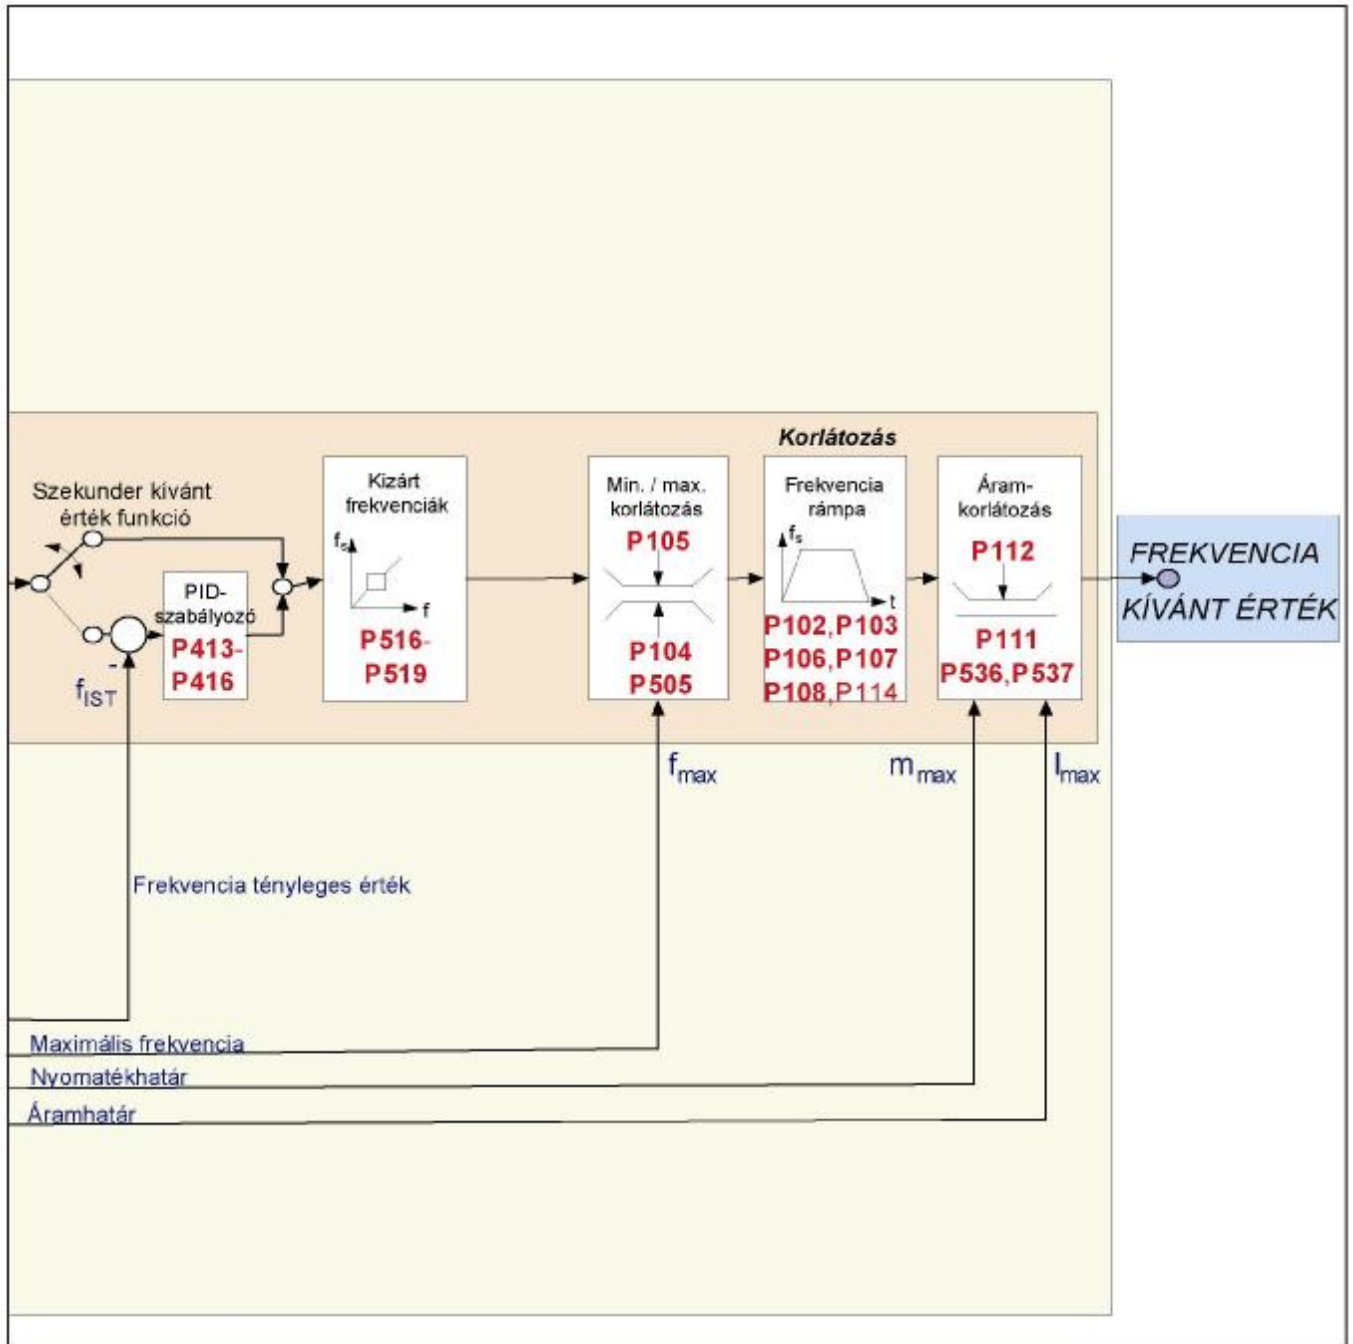 Korlátozás
Szekunder kívánt
érték funkció
PID-
szabályozó
P413-
P416
-
f_IST
Kizárt
frekvenciák
f_s
f
P516-
P519
Min. / max.
korlátozás
P105
P104
P505
Frekvencia
rámpa
f_s
t
P102,P103
P106,P107
P108,P114
Áram-
korlátozás
P112
P111
P536,P537
FREKVENCIA
KÍVÁNT ÉRTÉK
f_max
m_max
I_max
Frekvencia tényleges érték
Maximális frekvencia
Nyomatékhatár
Áramhatár